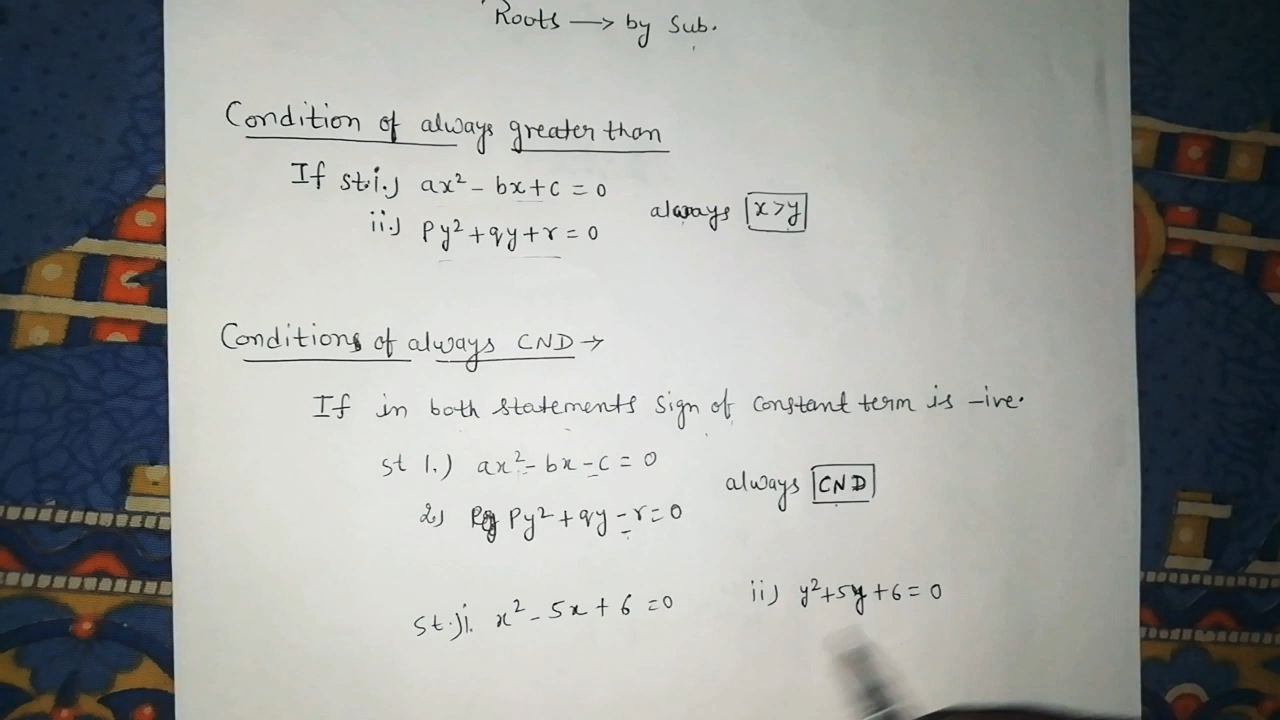 Roots → by Sub.
Condition of always greater than
If st.i.) ax² - bx + c = 0
always x>y
ii.) py² + qy + r = 0
Conditions of always CND →
If in both statements sign of constant term is -ive.
st 1.) ax² - bx - c = 0
always CND
2.) Py² + qy - r = 0
st.)i. x² - 5x + 6 = 0 ii) y² + 5y + 6 = 0